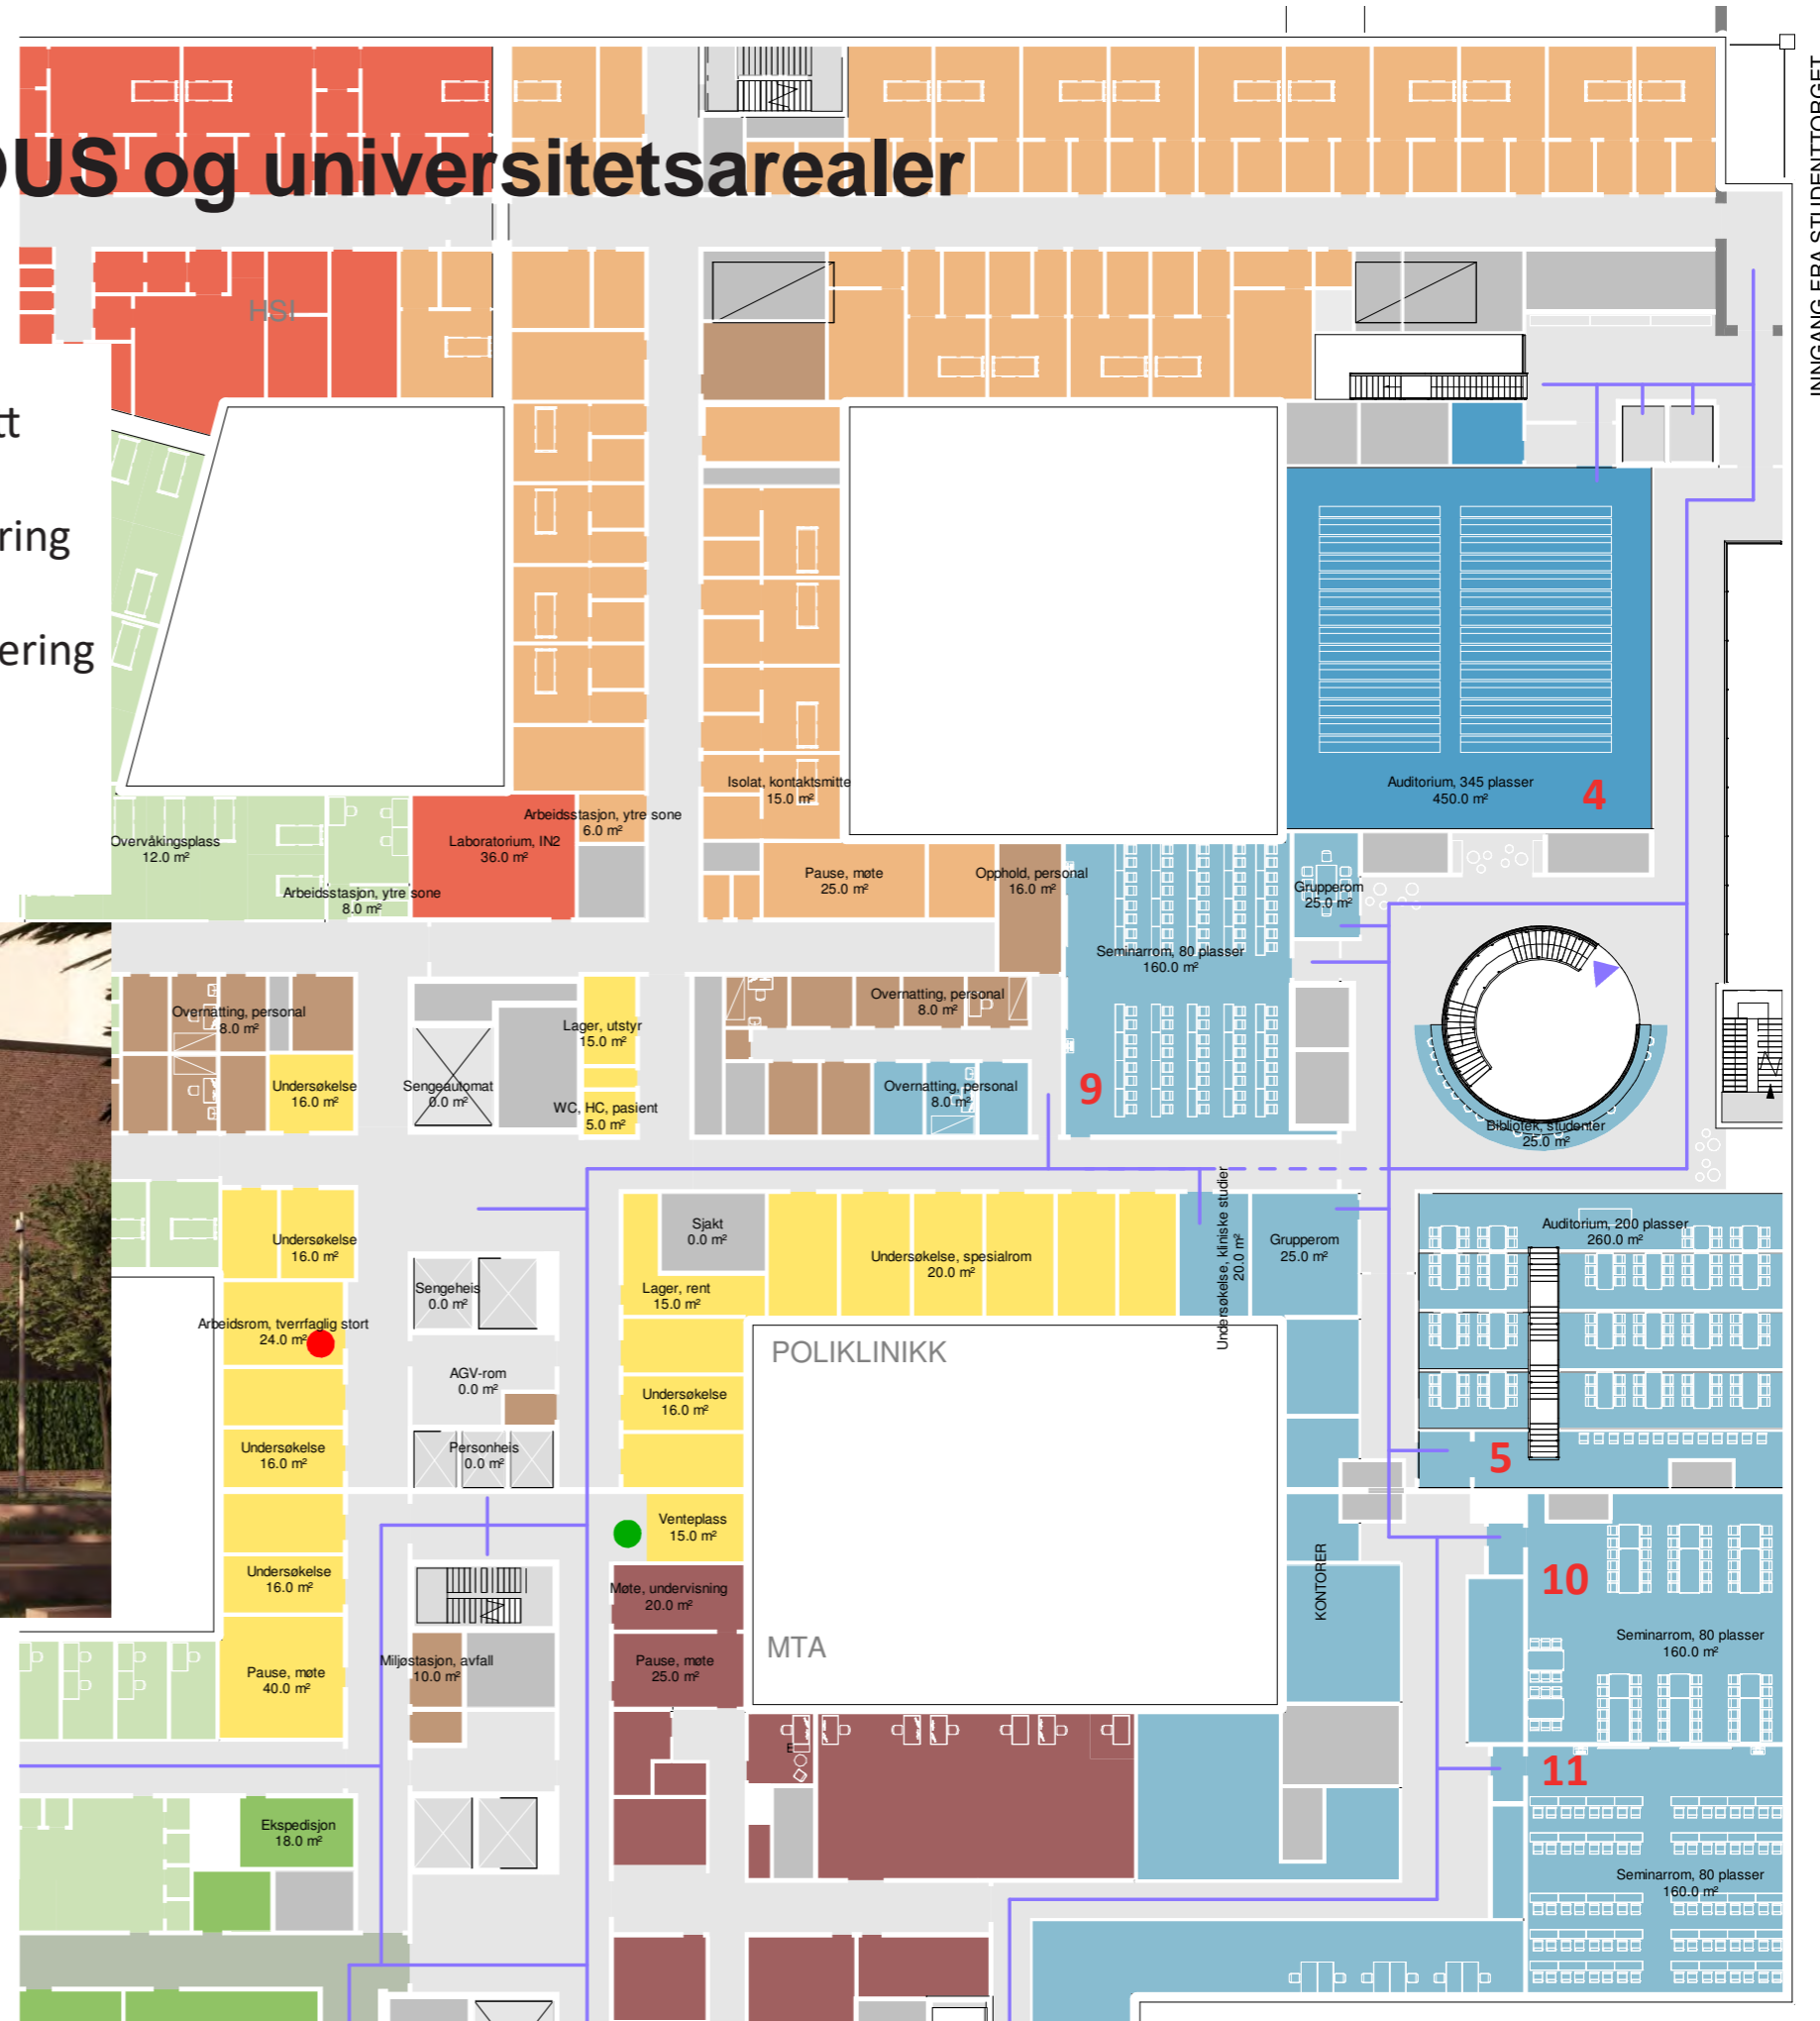 US og universitetsarealer
INNGANG FRA STUDENTTORGET
HSI
tt
ring
ering
Auditorium, 345 plasser
450.0 m²
4
Isolat, kontaktsmitte
15.0 m²
Arbeidsstasjon, ytre sone
6.0 m²
Overvåkingsplass
12.0 m²
Laboratorium, IN2
36.0 m²
Arbeidsstasjon, ytre sone
8.0 m²
Pause, møte
25.0 m²
Opphold, personal
16.0 m²
Grupperom
25.0 m²
Seminarrom, 80 plasser
160.0 m²
9
Overnatting, personal
8.0 m²
Overnatting, personal
8.0 m²
Lager, utstyr
15.0 m²
Undersøkelse
16.0 m²
Sengeautomat
0.0 m²
Overnatting, personal
8.0 m²
WC, HC, pasient
5.0 m²
Bibliotek, studenter
25.0 m²
Undersøkelse
16.0 m²
Sjakt
0.0 m²
Undersøkelse, spesialrom
20.0 m²
Undersøkelse, kliniske studier
20.0 m²
Grupperom
25.0 m²
Auditorium, 200 plasser
260.0 m²
Sengeheis
0.0 m²
Lager, rent
15.0 m²
Arbeidsrom, tverrfaglig stort
24.0 m²
POLIKLINIKK
AGV-rom
0.0 m²
Undersøkelse
16.0 m²
Undersøkelse
16.0 m²
Personheis
0.0 m²
5
Venteplass
15.0 m²
Undersøkelse
16.0 m²
Møte, undervisning
20.0 m²
KONTORER
10
Seminarrom, 80 plasser
160.0 m²
MTA
Miljøstasjon, avfall
10.0 m²
Pause, møte
25.0 m²
Pause, møte
40.0 m²
E
11
Ekspedisjon
18.0 m²
Seminarrom, 80 plasser
160.0 m²